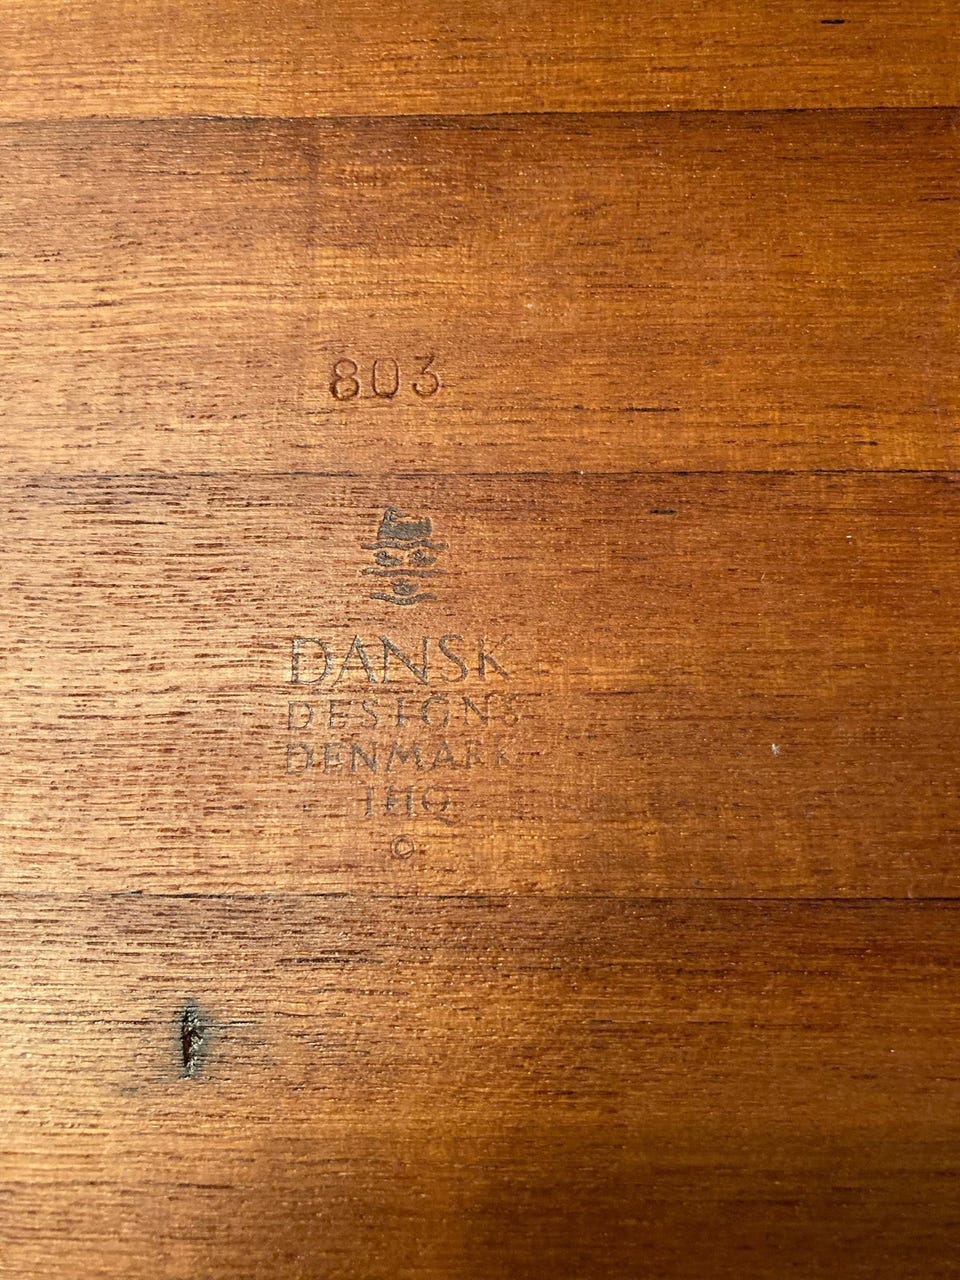 803
DANSK
DESIGNS
DENMARK
IHQ
©